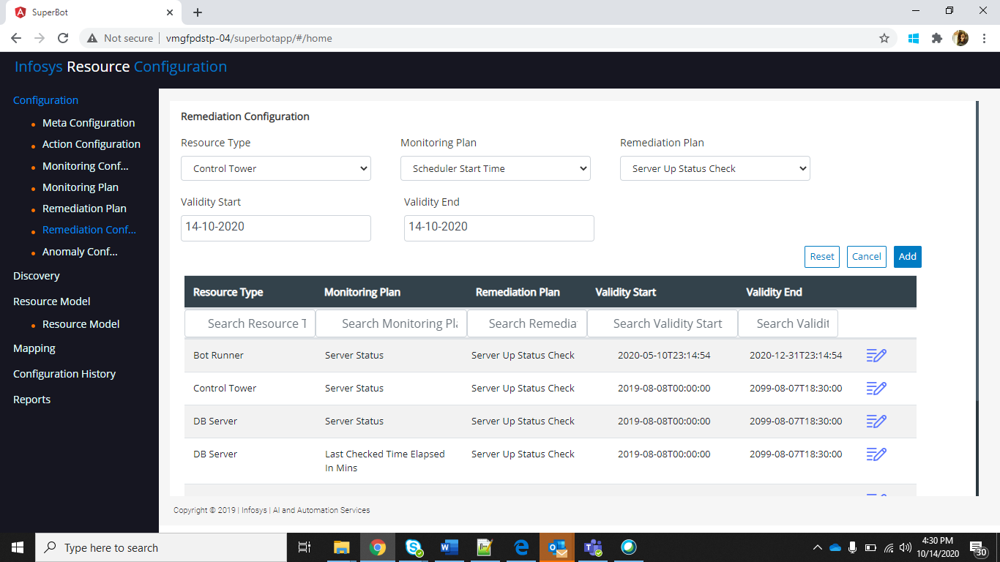 SuperBot
Not secure
vmgfpdstp-04/superbotapp/#/home
Infosys Resource Configuration
Configuration
Meta Configuration
Action Configuration
Monitoring Conf...
Monitoring Plan
Remediation Plan
Remediation Conf...
Anomaly Conf...
Discovery
Resource Model
Resource Model
Mapping
Configuration History
Reports
Remediation Configuration
Resource Type Monitoring Plan Remediation Plan
Control Tower Scheduler Start Time Server Up Status Check
Validity Start Validity End
14-10-2020 14-10-2020
Reset Cancel Add
Resource Type Monitoring Plan Remediation Plan Validity Start Validity End
Search Resource T Search Monitoring Pl Search Remedia Search Validity Start Search Validit
Bot Runner Server Status Server Up Status Check 2020-05-10T23:14:54 2020-12-31T23:14:54
Control Tower Server Status Server Up Status Check 2019-08-08T00:00:00 2099-08-07T18:30:00
DB Server Server Status Server Up Status Check 2019-08-08T00:00:00 2099-08-07T18:30:00
DB Server Last Checked Time Elapsed Server Up Status Check 2019-08-08T00:00:00 2099-08-07T18:30:00
In Mins
Copyright © 2019 | Infosys | AI and Automation Services
Type here to search
4:30 PM
10/14/2020
30